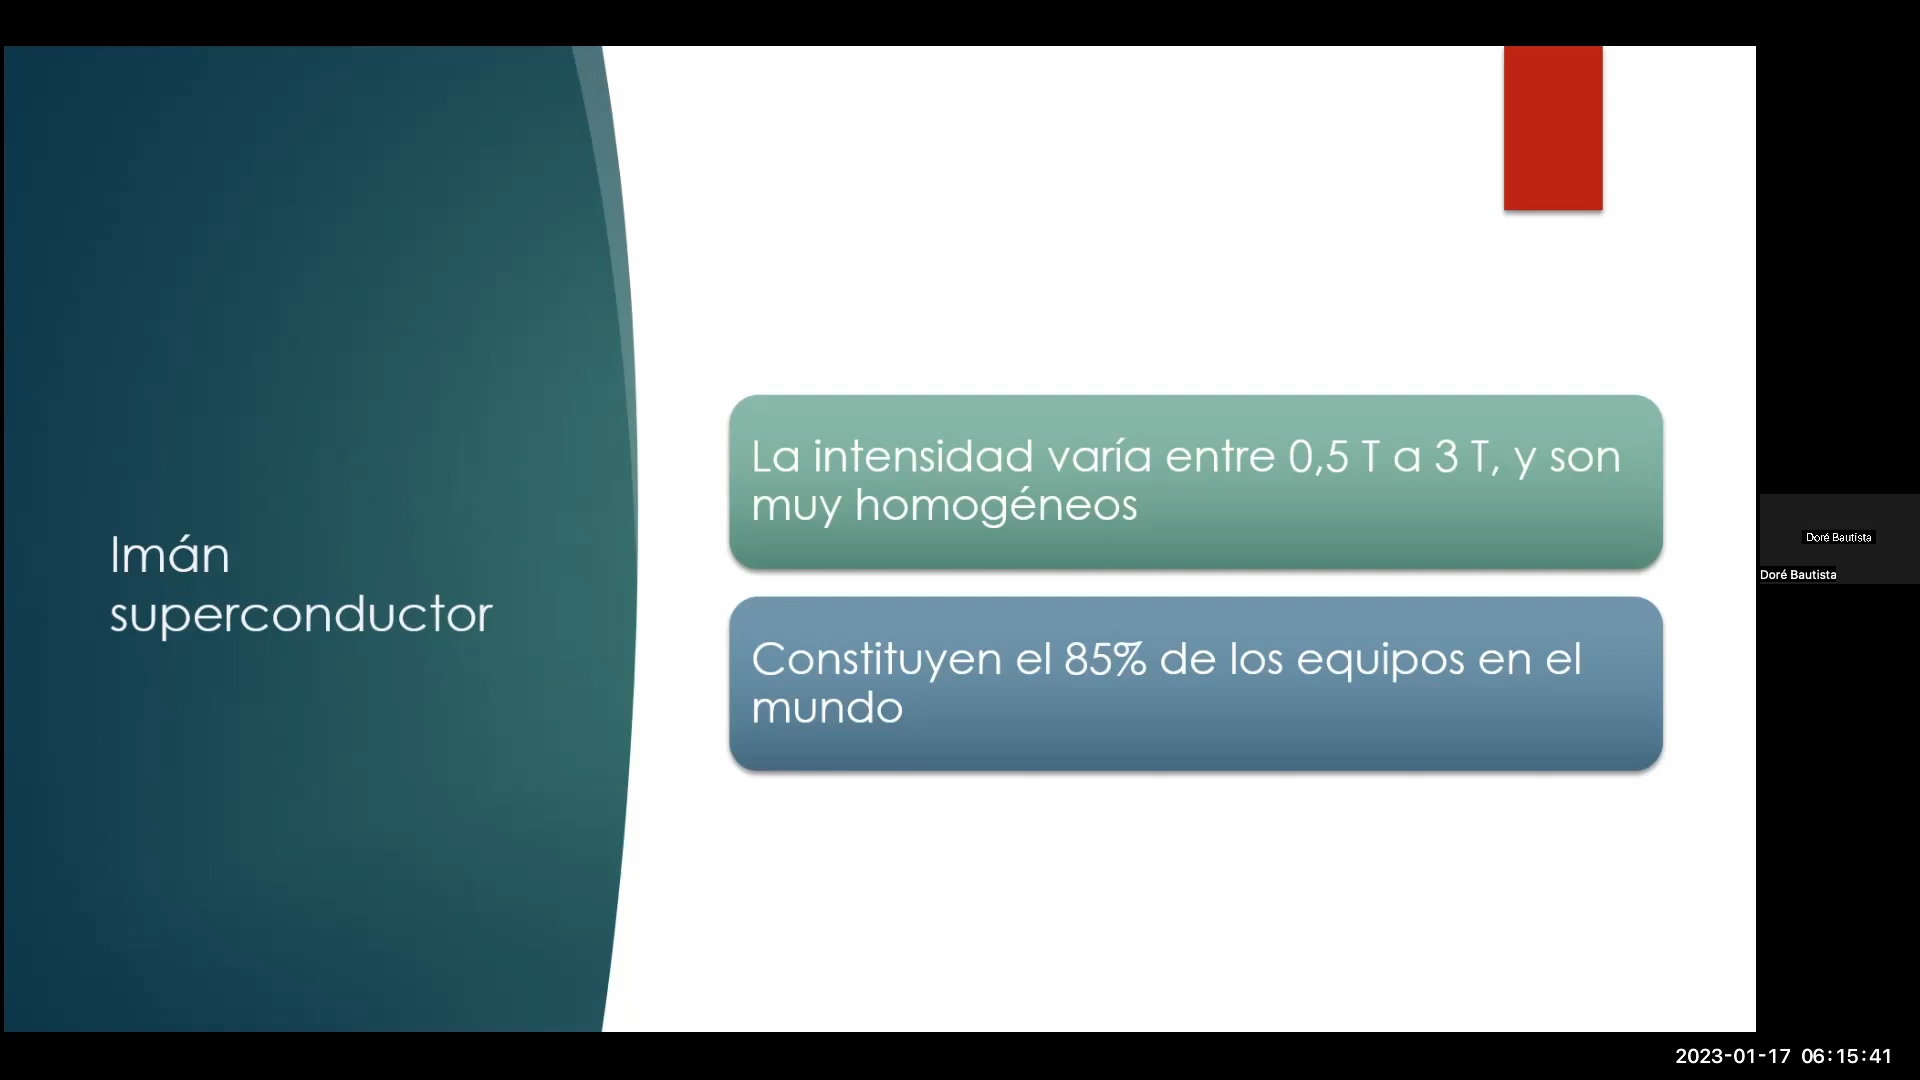 Imán
superconductor
La intensidad varía entre 0,5 T a 3 T, y son
muy homogéneos
Constituyen el 85% de los equipos en el
mundo
Doré Bautista
Doré Bautista
2023-01-17 06:15:41